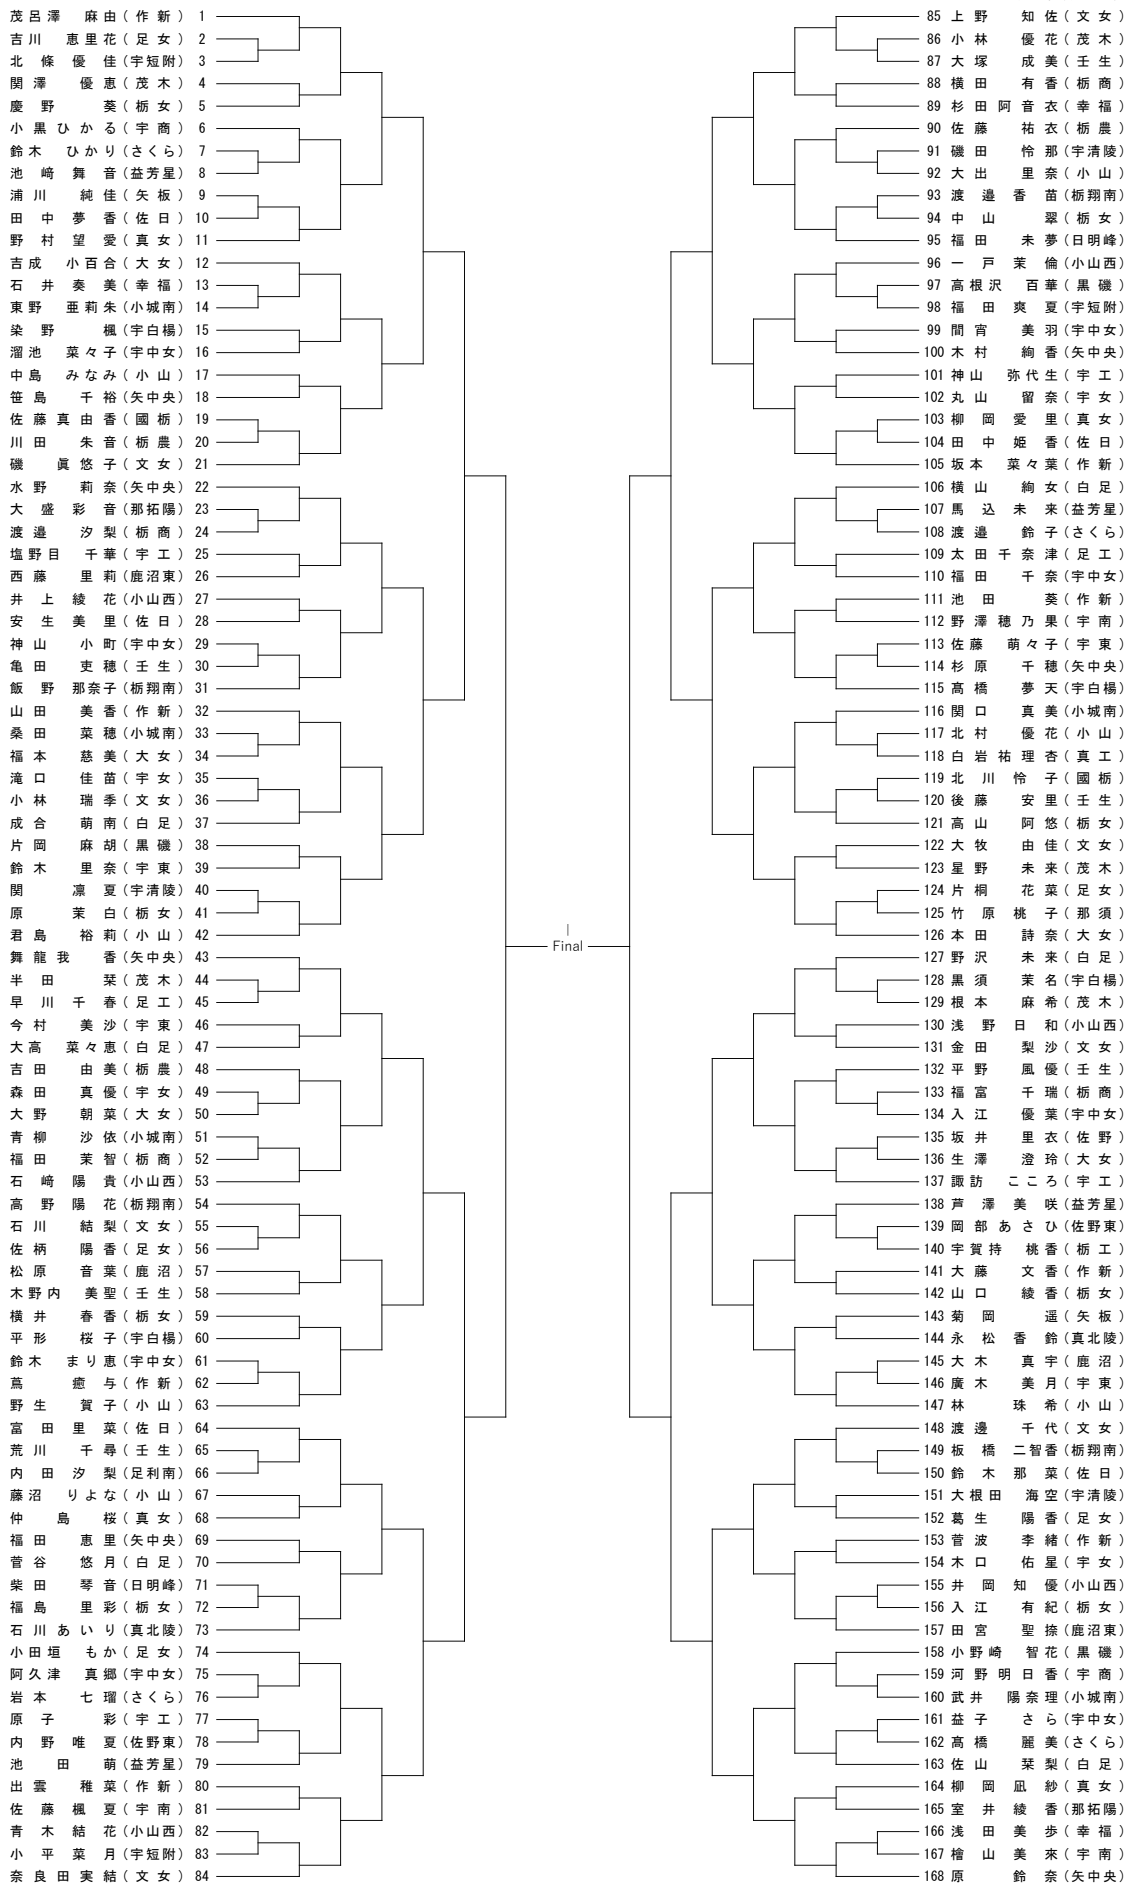 茂呂澤 麻由(作新) 1
吉川 恵里花(足女) 2
北條 優佳(宇短附) 3
関澤 優恵(茂木) 4
慶野 葵(栃女) 5
小黒ひかる(宇商) 6
鈴木 ひかり(さくら) 7
池﨑 舞音(益芳星) 8
浦川 純佳(矢板) 9
田中夢香(佐日) 10
野村望愛(真女) 11
吉成 小百合(大女) 12
石井 奏美(幸福) 13
東野 亜莉朱(小城南) 14
染野 楓(宇白楊) 15
溜池 菜々子(宇中女) 16
中島 みなみ(小山) 17
笹島 千裕(矢中央) 18
佐藤真由香(國栃) 19
川田 朱音(栃農) 20
磯 眞悠子(文女) 21
水野 莉奈(矢中央) 22
大盛彩音(那拓陽) 23
渡邉 汐梨(栃商) 24
塩野目 千華(宇工) 25
西藤 里莉(鹿沼東) 26
井上綾花(小山西) 27
安生美里(佐日) 28
神山 小町(宇中女) 29
亀田 吏穂(壬生) 30
飯野 那奈子(栃翔南) 31
山田 美香(作新) 32
桑田 菜穂(小城南) 33
福本 慈美(大女) 34
滝口 佳苗(宇女) 35
小林 瑞季(文女) 36
成合 萌南(白足) 37
片岡 麻胡(黒磯) 38
鈴木 里奈(宇東) 39
関 凛夏(宇清陵) 40
原 茉白(栃女) 41
君島 裕莉(小山) 42
舞龍我 香(矢中央) 43
半田 栞(茂木) 44
早川千春(足工) 45
今村 美沙(宇東) 46
大高 菜々恵(白足) 47
吉田 由美(栃農) 48
森田 真優(宇女) 49
大野 朝菜(大女) 50
青柳 沙依(小城南) 51
福田 茉智(栃商) 52
石﨑陽貴(小山西) 53
高野陽花(栃翔南) 54
石川 結梨(文女) 55
佐柄 陽香(足女) 56
松原 音葉(鹿沼) 57
木野内 美聖(壬生) 58
横井 春香(栃女) 59
平形 桜子(宇白楊) 60
鈴木 まり恵(宇中女) 61
蔦 癒与(作新) 62
野生 賀子(小山) 63
富田里菜(佐日) 64
荒川 千尋(壬生) 65
内田汐梨(足利南) 66
藤沼 りよな(小山) 67
仲島 桜(真女) 68
福田 恵里(矢中央) 69
菅谷 悠月(白足) 70
柴田 琴音(日明峰) 71
福島 里彩(栃女) 72
石川あいり(真北陵) 73
小田垣 もか(足女) 74
阿久津 真郷(宇中女) 75
岩本 七瑠(さくら) 76
原子 彩(宇工) 77
内野唯夏(佐野東) 78
池田 萌(益芳星) 79
出雲 稚菜(作新) 80
佐藤楓夏(宇南) 81
青木結花(小山西) 82
小平菜月(宇短附) 83
奈良田実結(文女) 84
Final
85 上野 知佐(文女)
86 小林 優花(茂木)
87 大塚 成美(壬生)
88 横田 有香(栃商)
89 杉田阿音衣(幸福)
90 佐藤 祐衣(栃農)
91 磯田 怜那(宇清陵)
92 大出 里奈(小山)
93 渡邉香苗(栃翔南)
94 中山 翠(栃女)
95 福田 未夢(日明峰)
96 一戸茉倫(小山西)
97 高根沢 百華(黒磯)
98 福田爽夏(宇短附)
99 間宵 美羽(宇中女)
100 木村 絢香(矢中央)
101 神山 弥代生(宇工)
102 丸山 留奈(宇女)
103 柳岡愛里(真女)
104 田中姫香(佐日)
105 坂本 菜々葉(作新)
106 横山 絢女(白足)
107 馬込未来(益芳星)
108 渡邉 鈴子(さくら)
109 太田千奈津(足工)
110 福田 千奈(宇中女)
111 池田 葵(作新)
112 野澤穂乃果(宇南)
113 佐藤 萌々子(宇東)
114 杉原 千穂(矢中央)
115 髙橋 夢天(宇白楊)
116 関口 真美(小城南)
117 北村 優花(小山)
118 白岩祐理杏(真工)
119 北川怜子(國栃)
120 後藤 安里(壬生)
121 高山 阿悠(栃女)
122 大牧 由佳(文女)
123 星野 未来(茂木)
124 片桐 花菜(足女)
125 竹原桃子(那須)
126 本田 詩奈(大女)
127 野沢 未来(白足)
128 黒須 茉名(宇白楊)
129 根本 麻希(茂木)
130 浅野日和(小山西)
131 金田 梨沙(文女)
132 平野 風優(壬生)
133 福富 千瑞(栃商)
134 入江 優葉(宇中女)
135 坂井 里衣(佐野)
136 生澤 澄玲(大女)
137 諏訪 こころ(宇工)
138 芦澤美咲(益芳星)
139 岡部あさひ(佐野東)
140 宇賀持 桃香(栃工)
141 大藤 文香(作新)
142 山口 綾香(栃女)
143 菊岡 遥(矢板)
144 永松香鈴(真北陵)
145 大木 真宇(鹿沼)
146 廣木 美月(宇東)
147 林 珠希(小山)
148 渡邊 千代(文女)
149 板橋 二智香(栃翔南)
150 鈴木那菜(佐日)
151 大根田 海空(宇清陵)
152 葛生 陽香(足女)
153 菅波 李緒(作新)
154 木口 佑星(宇女)
155 井岡知優(小山西)
156 入江 有紀(栃女)
157 田宮 聖捺(鹿沼東)
158 小野崎 智花(黒磯)
159 河野明日香(宇商)
160 武井 陽奈理(小城南)
161 益子 さら(宇中女)
162 髙橋 麗美(さくら)
163 佐山 栞梨(白足)
164 柳岡凪紗(真女)
165 室井綾香(那拓陽)
166 浅田美歩(幸福)
167 檜山美來(宇南)
168 原 鈴奈(矢中央)